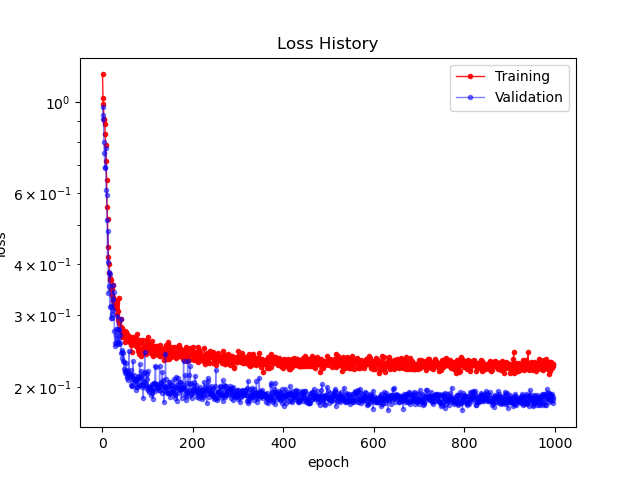 Loss History
Training
Validation
10⁰
6 × 10⁻¹
4 × 10⁻¹
3 × 10⁻¹
2 × 10⁻¹
0
200
400
600
800
1000
epoch